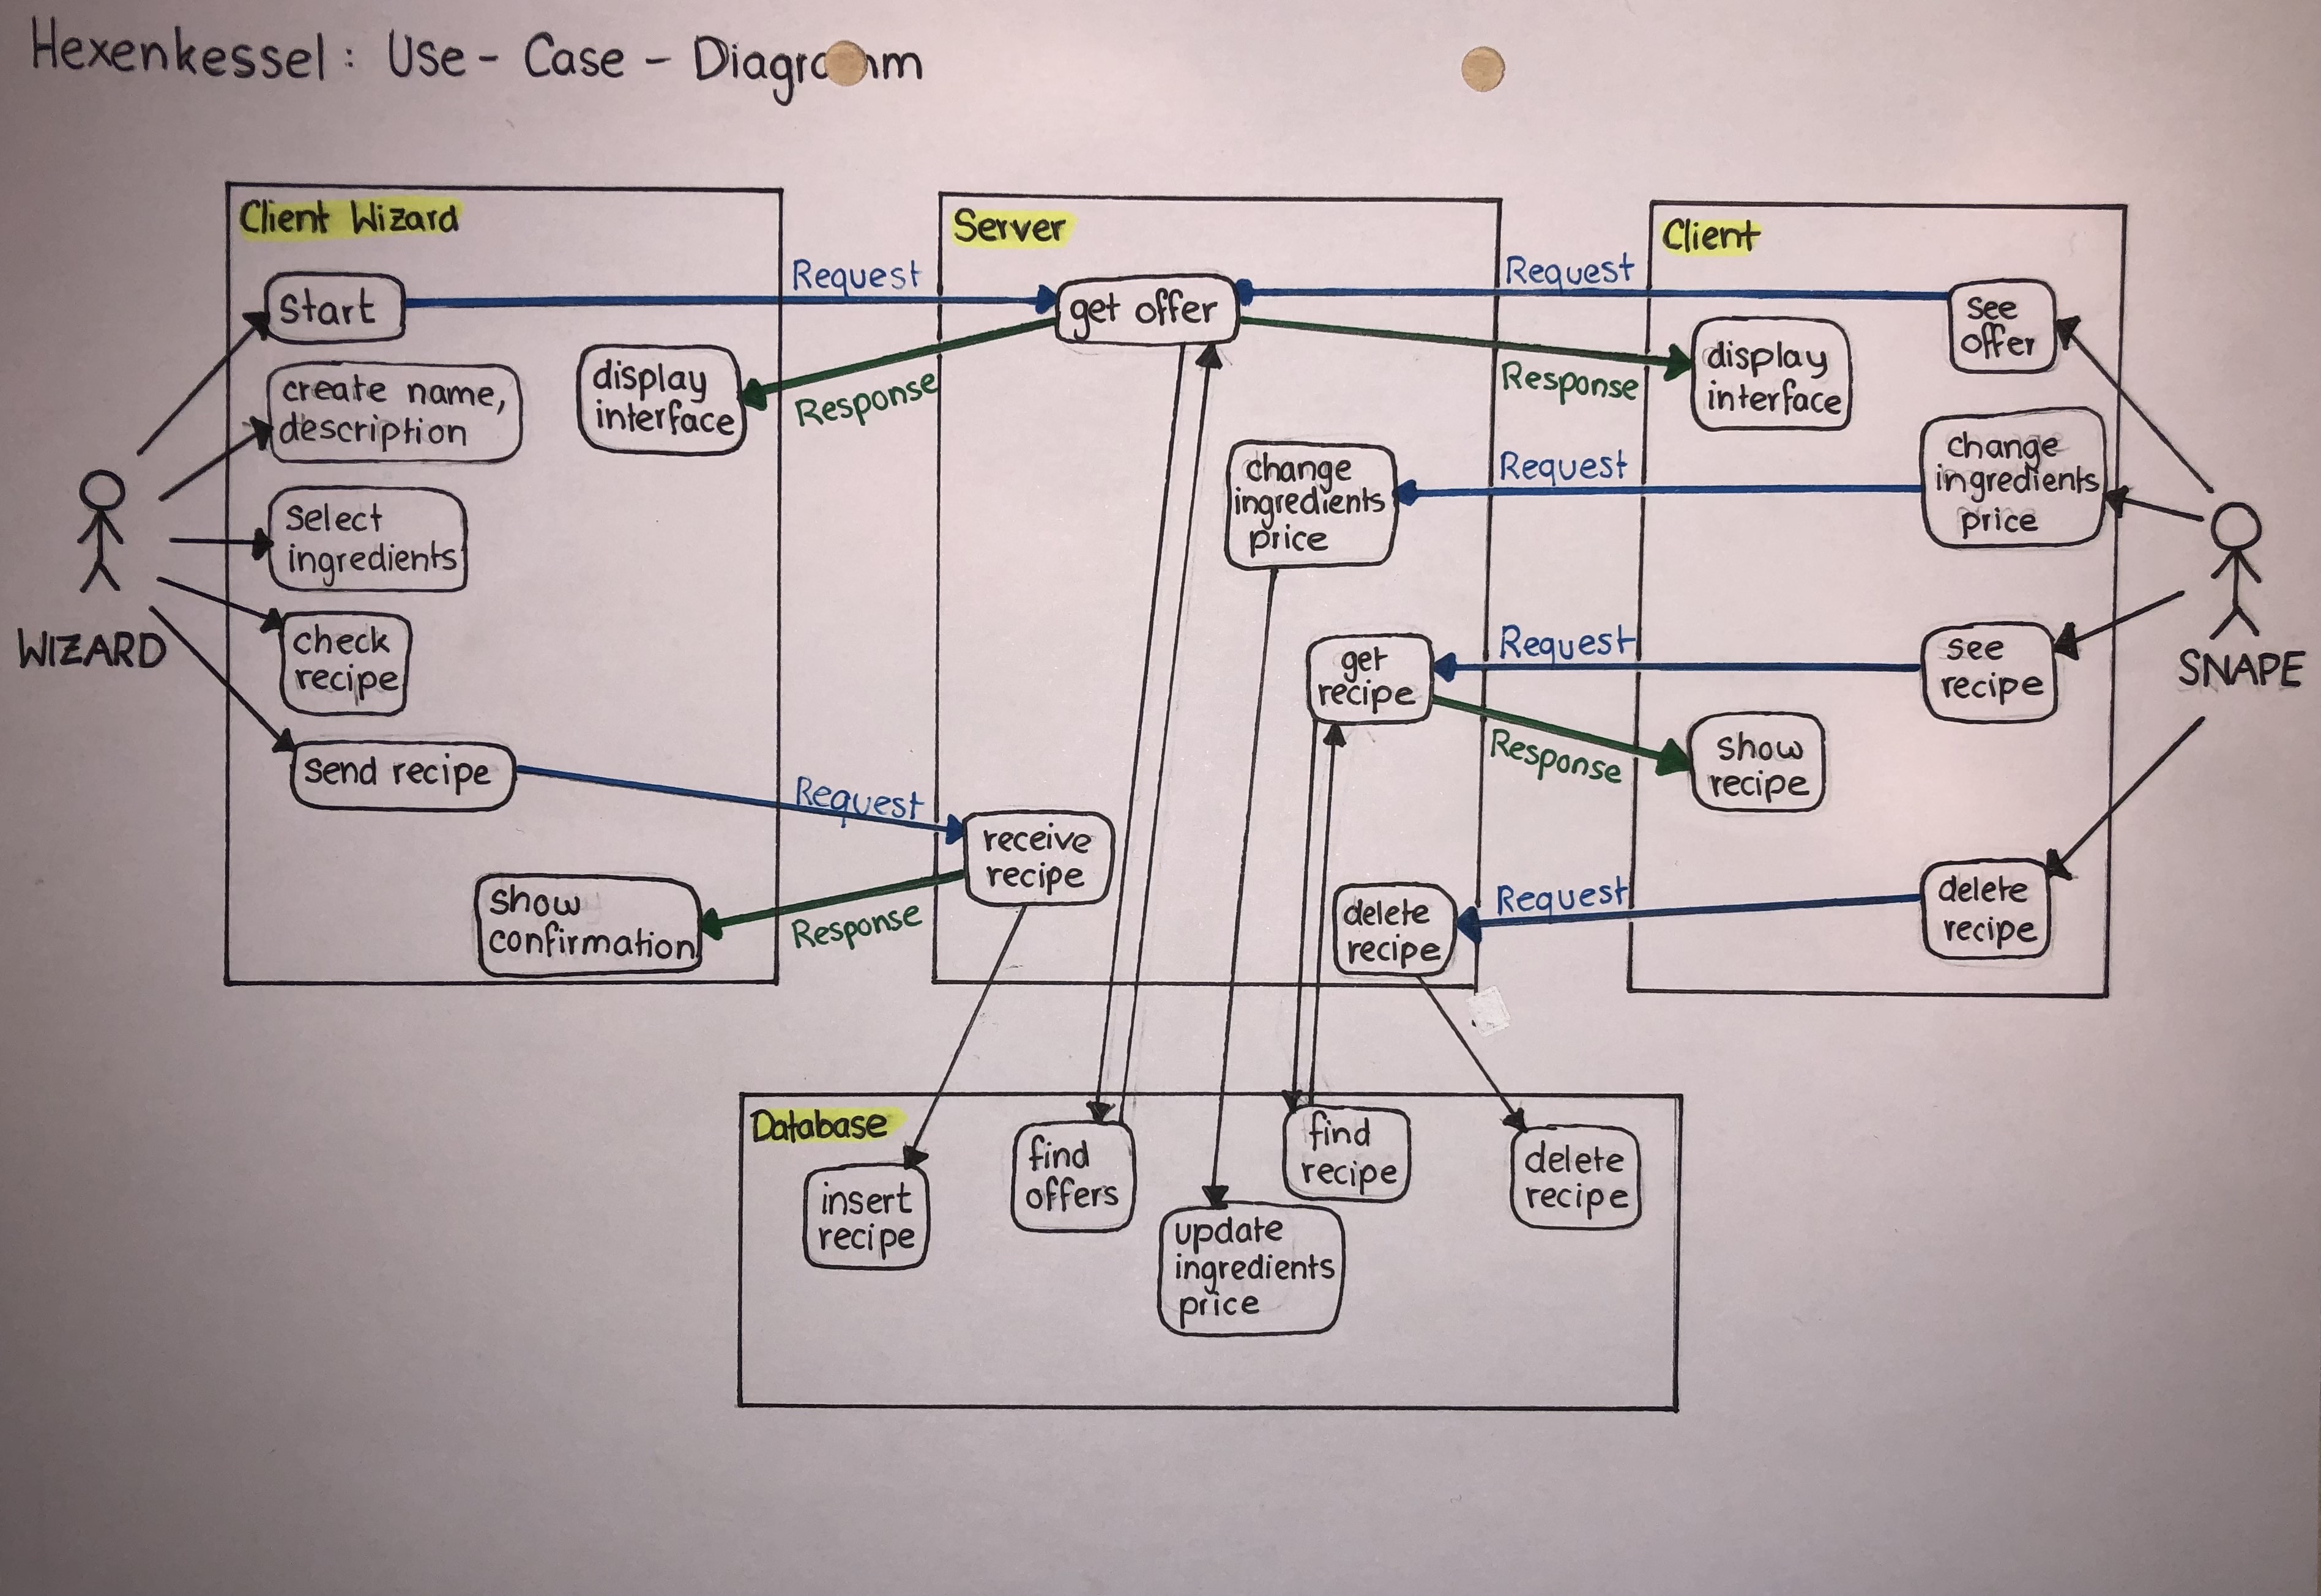 Hexenkessel: Use - Case - Diagramm
Client Wizard
Start
create name,
description
display
interface
select
ingredients
check
recipe
send recipe
show
confirmation
WIZARD
Request
Response
Request
Response
Server
get offer
change
ingredients
price
get
recipe
receive
recipe
delete
recipe
Request
Response
Request
Request
Response
Request
Client
see
offer
display
interface
change
ingredients
price
see
recipe
show
recipe
delete
recipe
SNAPE
Database
insert
recipe
find
offers
update
ingredients
price
find
recipe
delete
recipe